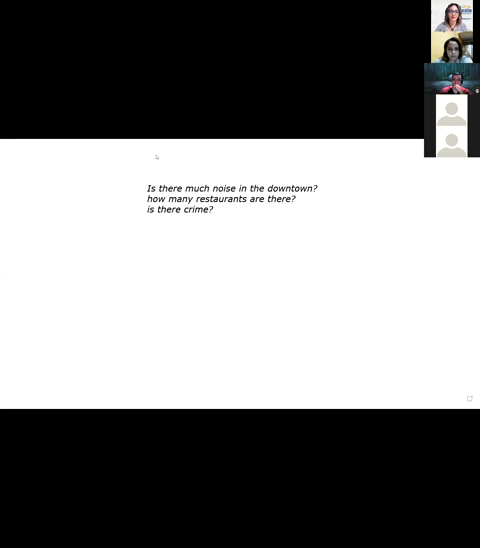 Is there much noise in the downtown?
how many restaurants are there?
is there crime?